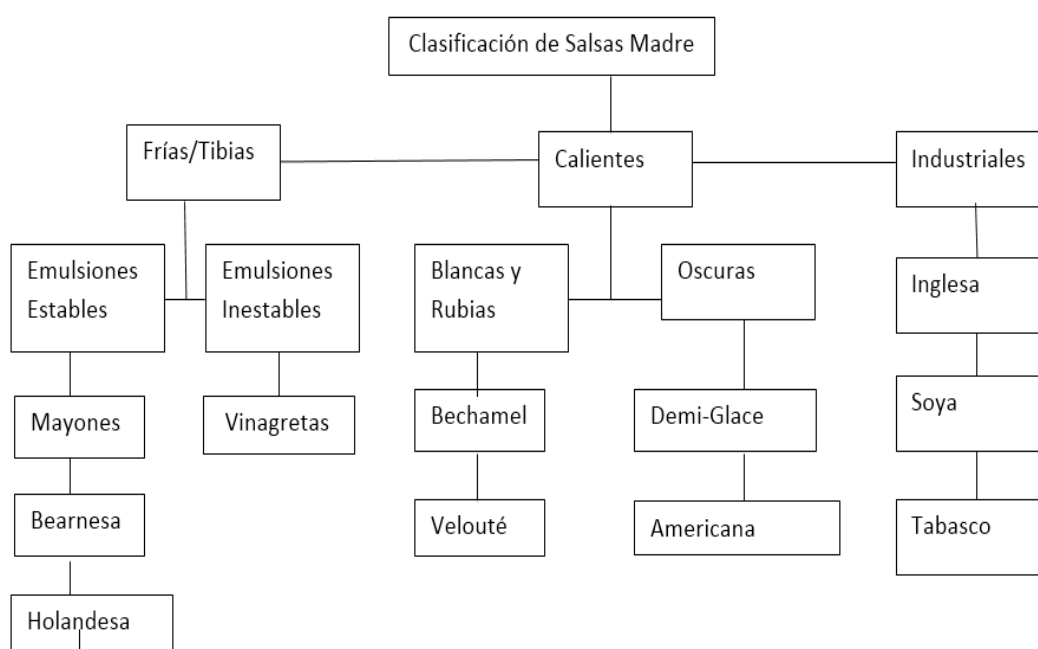 Clasificación de Salsas Madre
Frías/Tibias
Calientes
Industriales
Emulsiones
Estables
Emulsiones
Inestables
Blancas y
Rubias
Oscuras
Inglesa
Mayones
Vinagretas
Bechamel
Demi-Glace
Soya
Bearnesa
Velouté
Americana
Tabasco
Holandesa